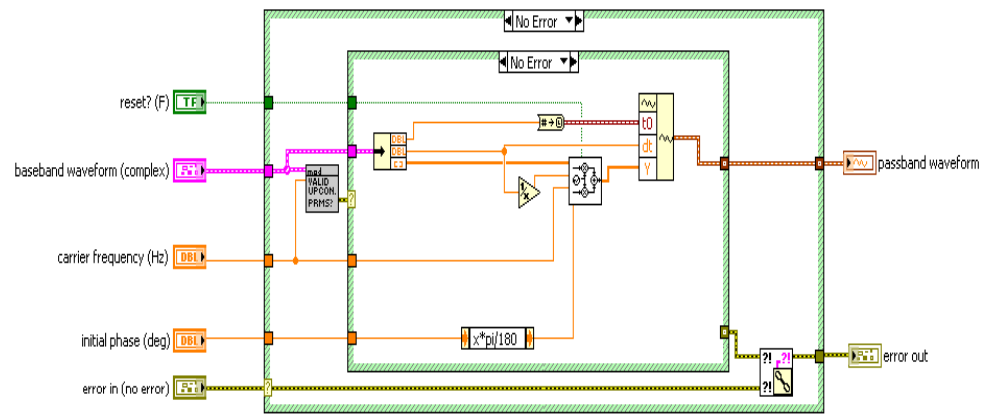 No Error
No Error
reset? (F)
TF
DBL
DBL
#→
t0
dt
Y
baseband waveform (complex)
mod
VALID
UPCON.
PRMS?
?
1/x
passband waveform
carrier frequency (Hz)
DBL
initial phase (deg)
DBL
x*pi/180
error in (no error)
?
?!
?!
?!
error out